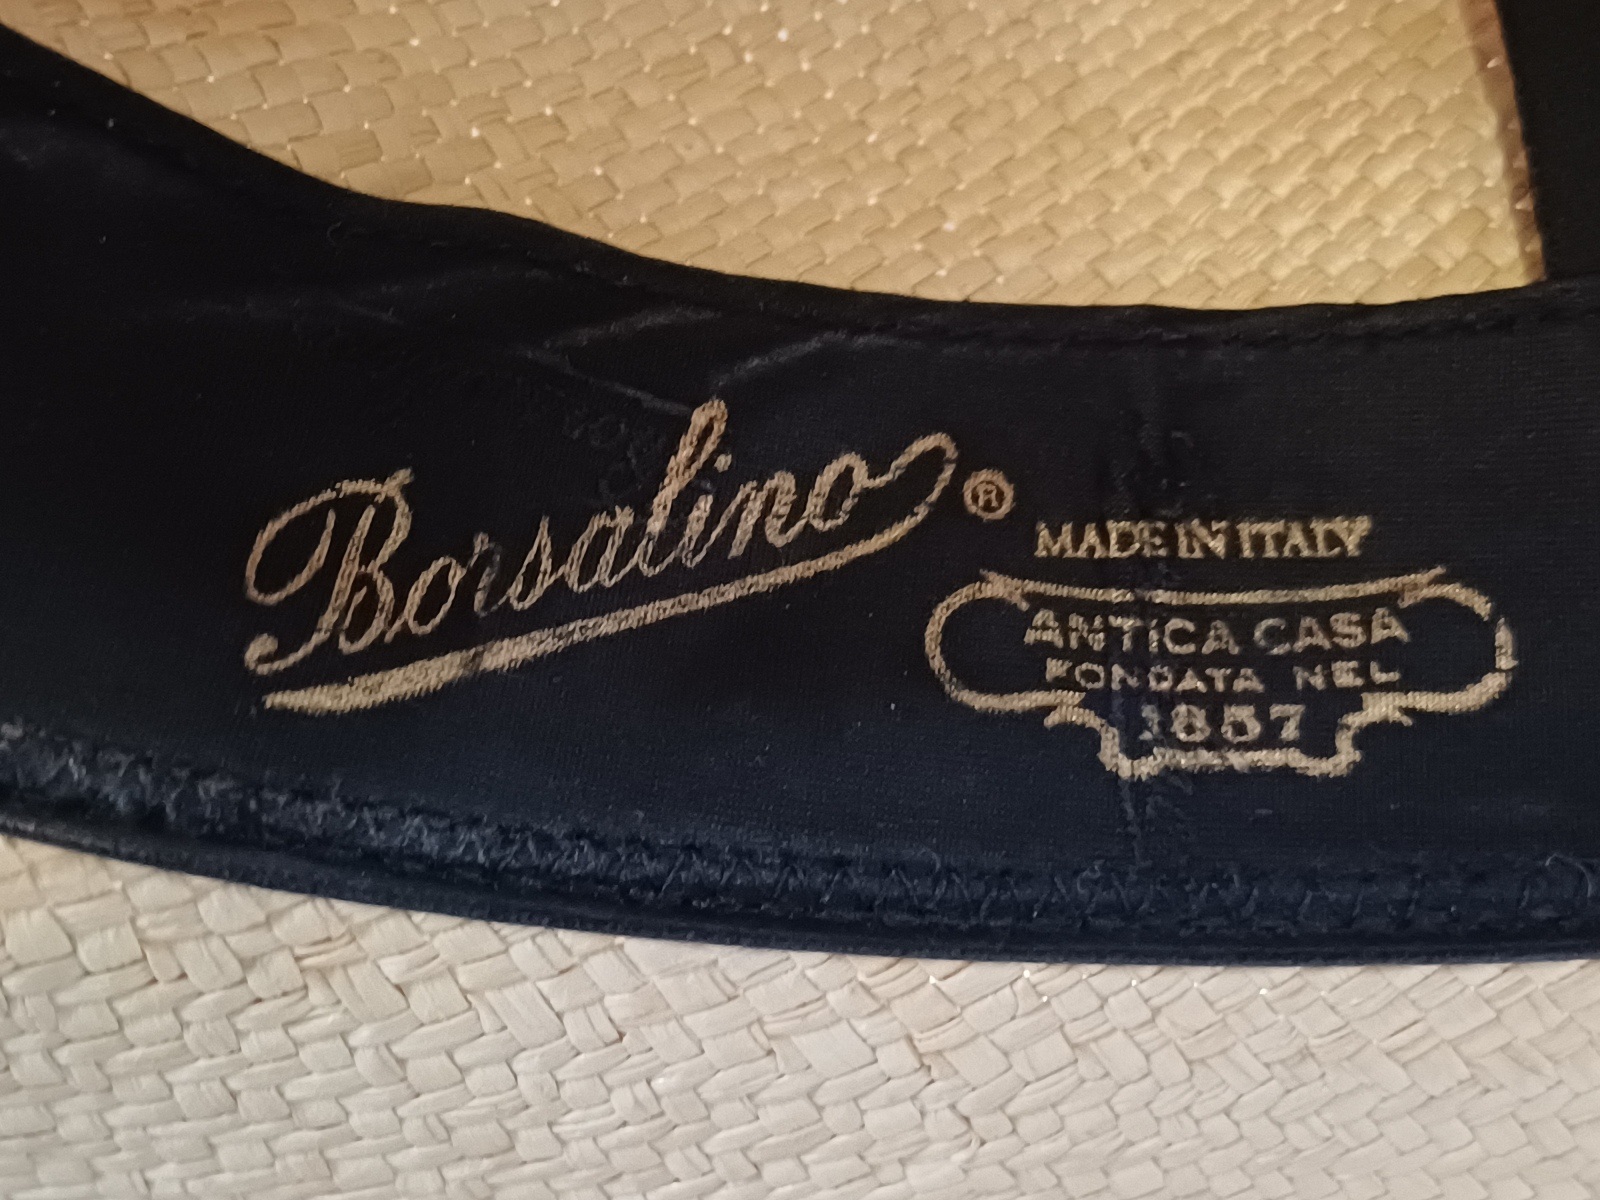 Borsalino ®
MADE IN ITALY
ANTICA CASA
FONDATA NEL
1857